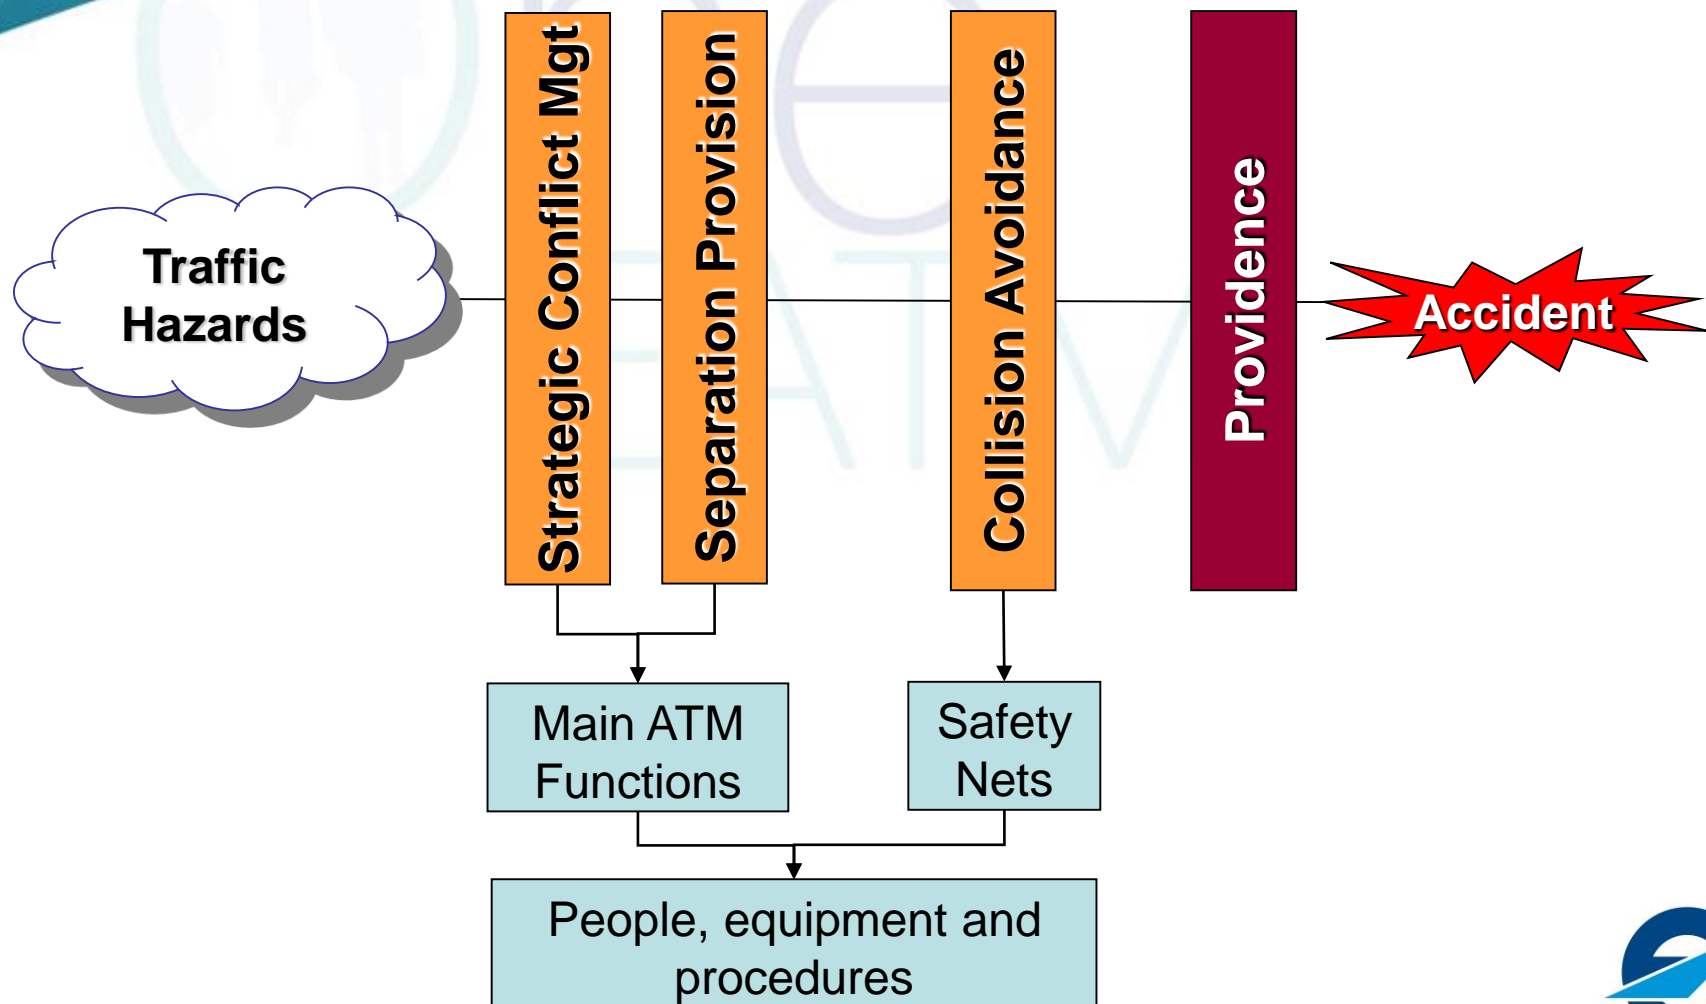 Traffic
Hazards
Strategic Conflict Mgt
Separation Provision
Collision Avoidance
Providence
Accident
Main ATM
Functions
Safety
Nets
People, equipment and
procedures